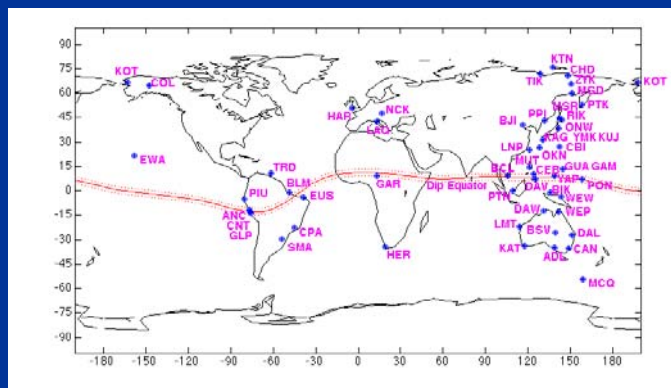 90
75
60
45
30
15
0
-15
-30
-45
-60
-75
-90
-180 -150 -120 -90 -60 -30 0 30 60 90 120 150 180
KTN
CHD
TIK
ZYK
MGD
KOT
COL
KOT
PTK
HAR
NCK
PPI
RIK
BJI
ONW
KAG YMK KUJ
LNP
CBI
OKN
EWA
MUT
TRD
BCL
CEB
GUA GAM
YAP
PIU
BLM
EUS
GAR
Dip Equator
DAV
BIK
PON
PTN
WEW
ANC
CNT
GLP
DAW
WEP
CPA
SMA
LMT
BSV
DAL
HER
KAT
ADL
CAN
MCQ